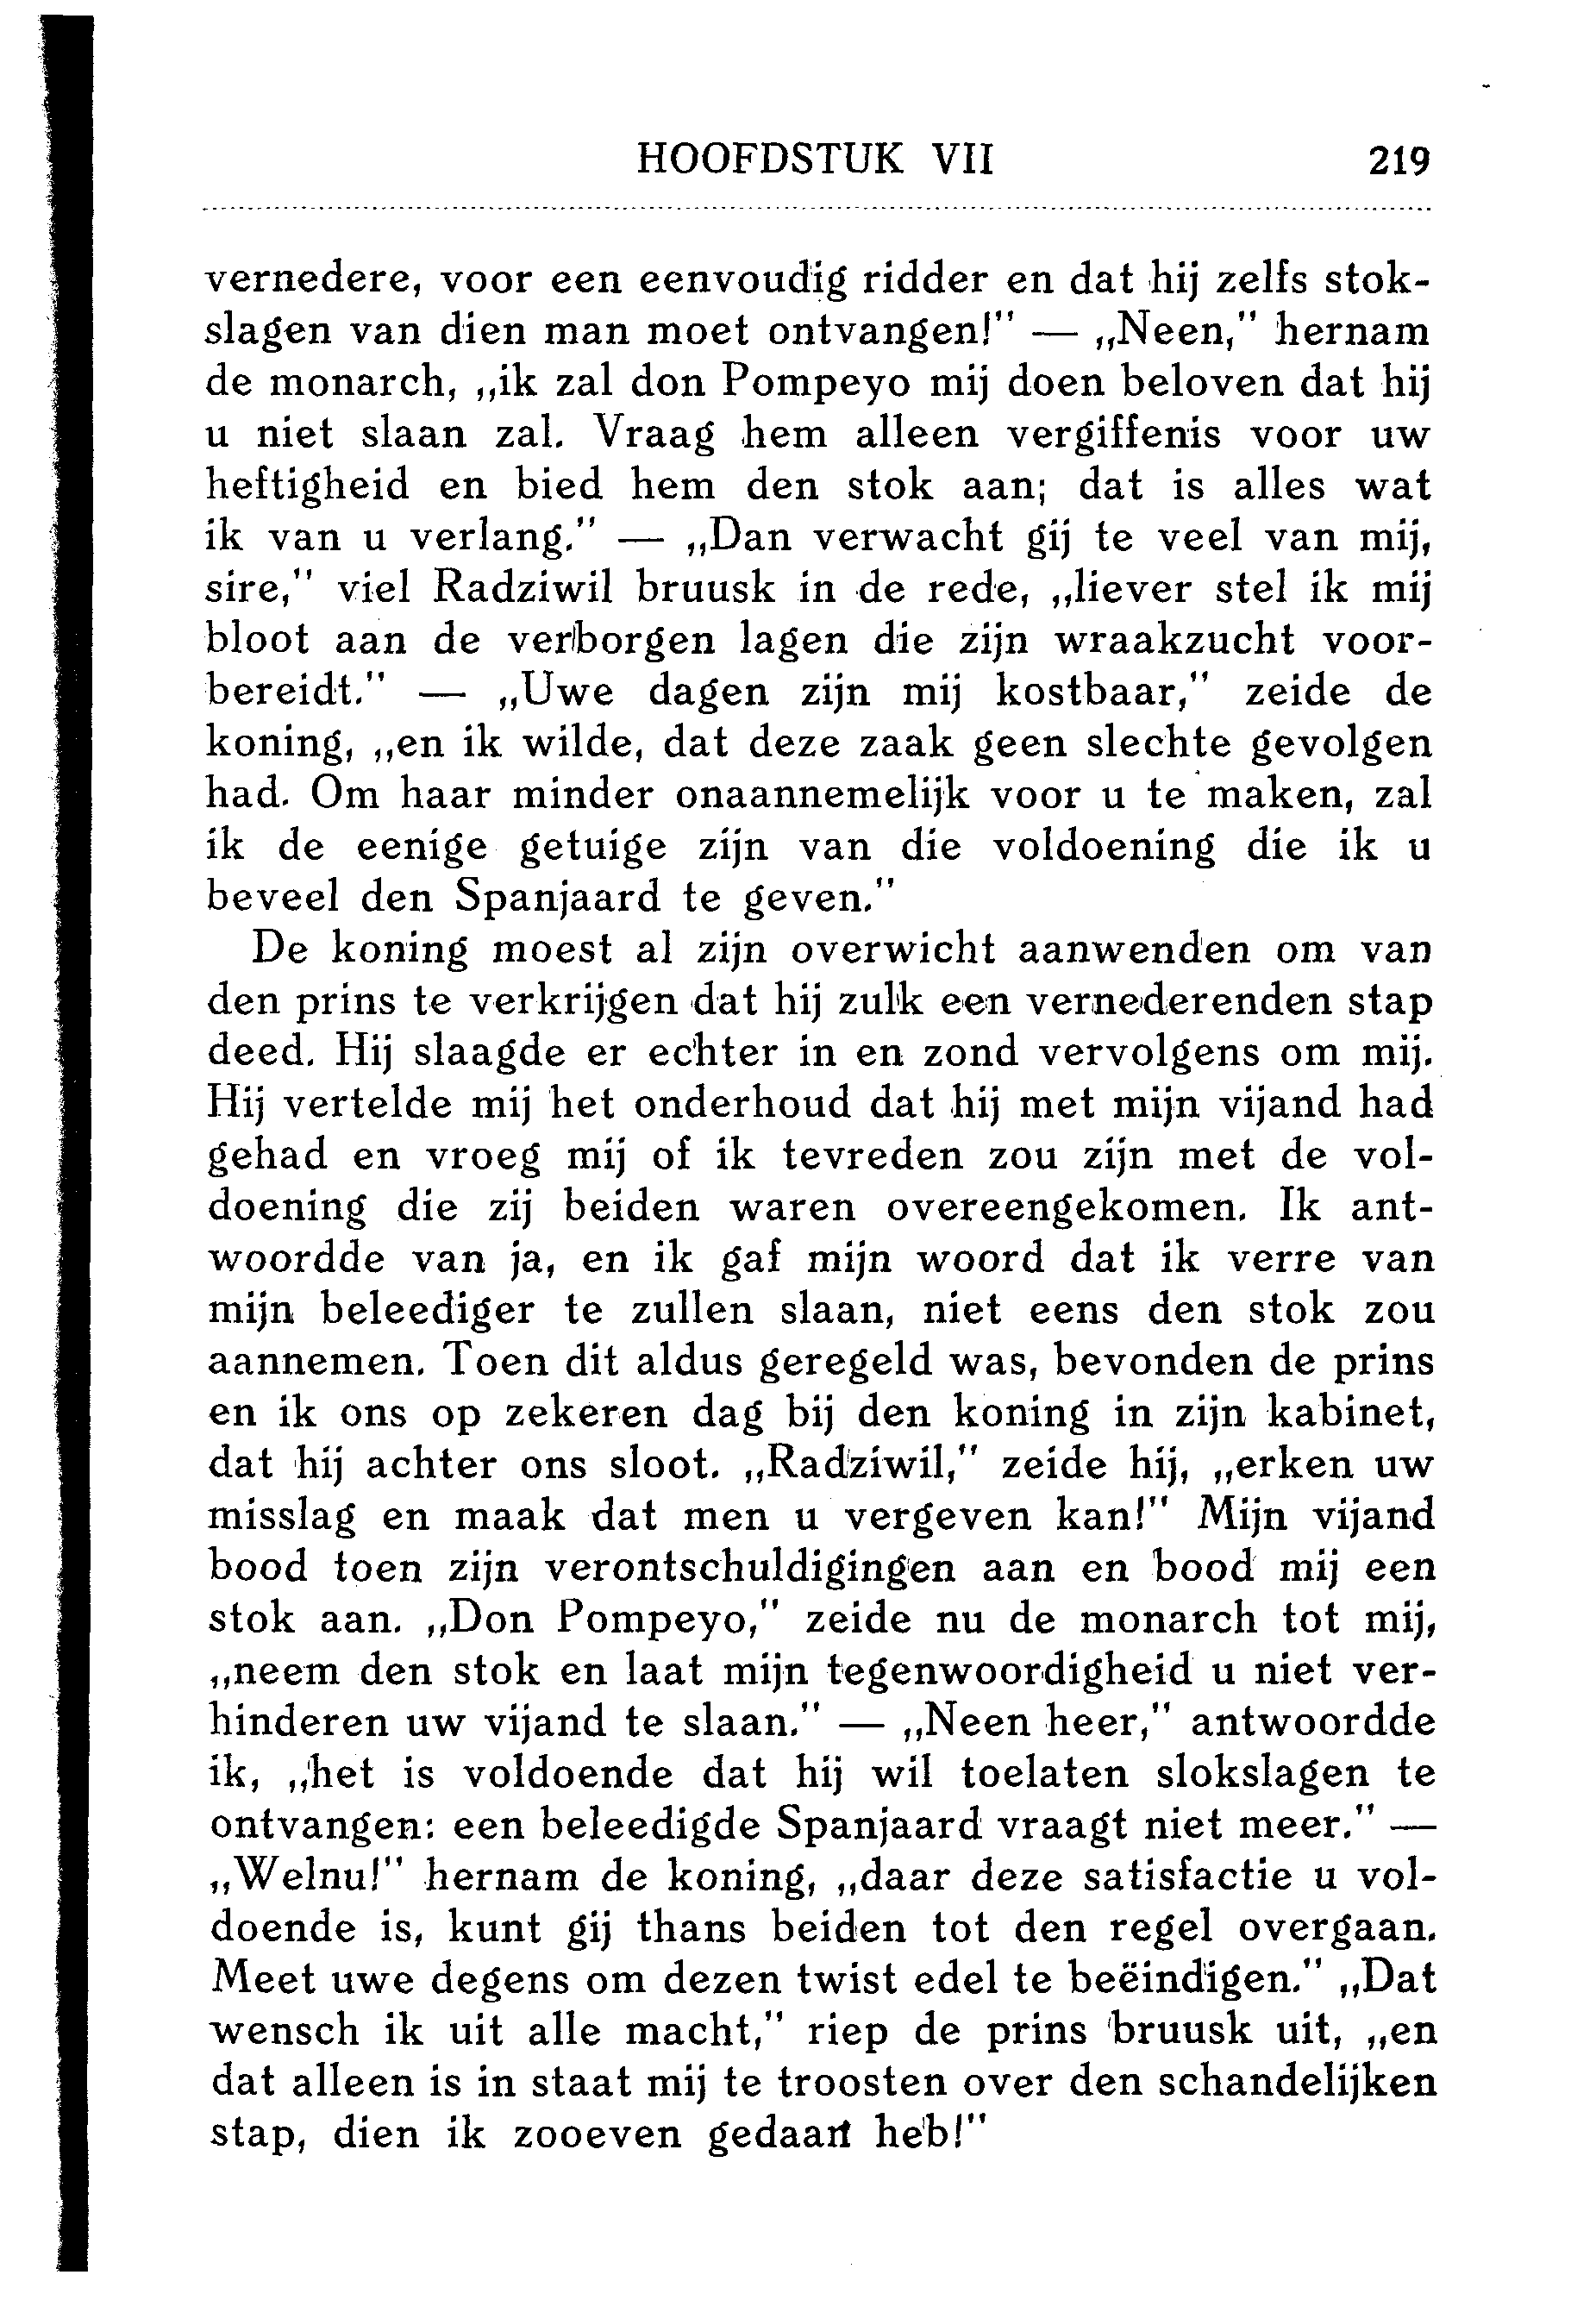 HOOFDSTUK VII 219
vernedere, voor een eenvoudig ridder en dat hij zelfs stok-
slagen van dien man moet ontvangen!" — „Neen," hernam
de monarch, „ik zal don Pompeyo mij doen beloven dat hij
u niet slaan zal. Vraag hem alleen vergiffenis voor uw
heftigheid en bied hem den stok aan; dat is alles wat
ik van u verlang." — „Dan verwacht gij te veel van mij,
sire," viel Radziwil bruusk in de rede, „liever stel ik mij
bloot aan de verborgen lagen die zijn wraakzucht voor-
bereidt." — „Uwe dagen zijn mij kostbaar," zeide de
koning, „en ik wilde, dat deze zaak geen slechte gevolgen
had. Om haar minder onaannemelijk voor u te maken, zal
ik de eenige getuige zijn van die voldoening die ik u
beveel den Spanjaard te geven."
De koning moest al zijn overwicht aanwenden om van
den prins te verkrijgen dat hij zulk een vernederenden stap
deed. Hij slaagde er echter in en zond vervolgens om mij.
Hij vertelde mij het onderhoud dat hij met mijn vijand had
gehad en vroeg mij of ik tevreden zou zijn met de vol-
doening die zij beiden waren overeengekomen. Ik ant-
woordde van ja, en ik gaf mijn woord dat ik verre van
mijn beleediger te zullen slaan, niet eens den stok zou
aannemen. Toen dit aldus geregeld was, bevonden de prins
en ik ons op zekeren dag bij den koning in zijn kabinet,
dat hij achter ons sloot. „Radziwil," zeide hij, „erken uw
misslag en maak dat men u vergeven kan!" Mijn vijand
bood toen zijn verontschuldigingen aan en bood mij een
stok aan. „Don Pompeyo," zeide nu de monarch tot mij,
„neem den stok en laat mijn tegenwoordigheid u niet ver-
hinderen uw vijand te slaan." — „Neen heer," antwoordde
ik, „het is voldoende dat hij wil toelaten slokslagen te
ontvangen: een beleedigde Spanjaard vraagt niet meer." —
„Welnu!" hernam de koning, „daar deze satisfactie u vol-
doende is, kunt gij thans beiden tot den regel overgaan.
Meet uwe degens om dezen twist edel te beëindigen." „Dat
wensch ik uit alle macht," riep de prins bruusk uit, „en
dat alleen is in staat mij te troosten over den schandelijken
stap, dien ik zooeven gedaan heb!"